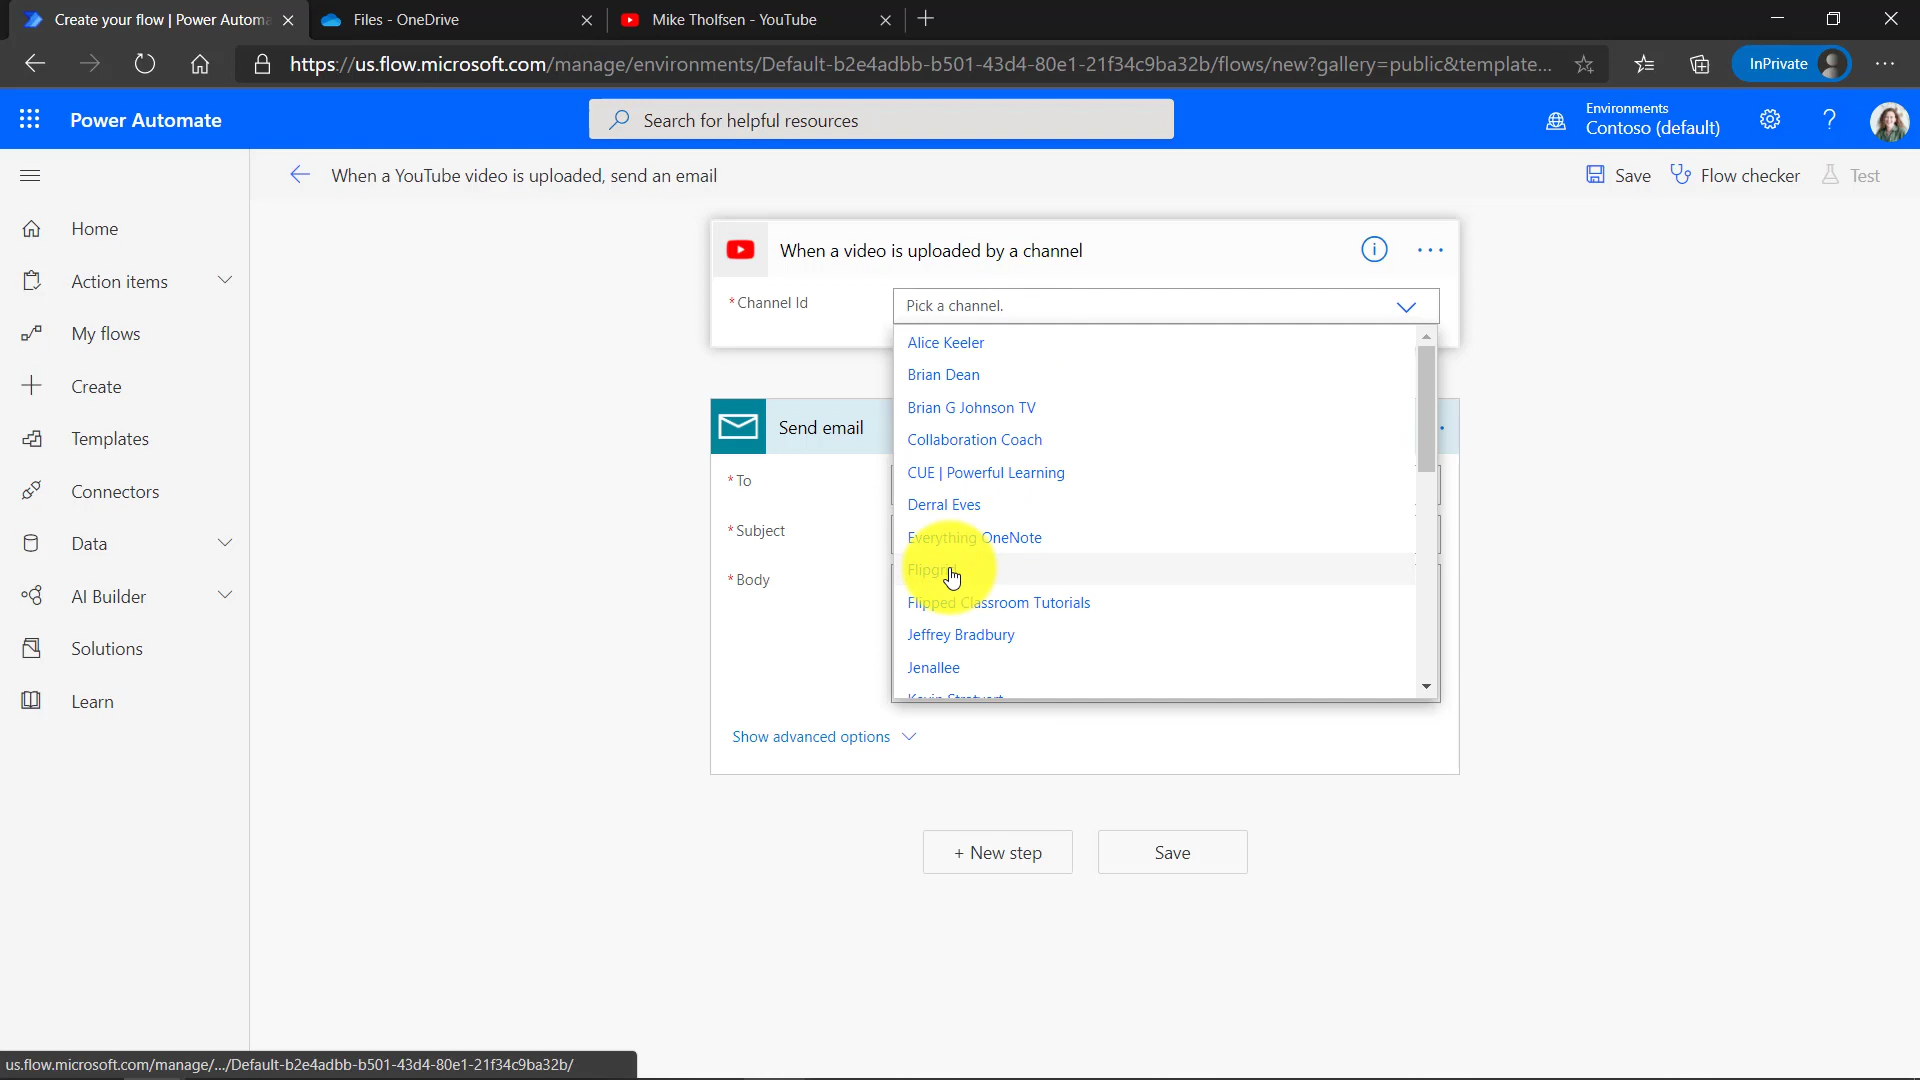 Create your flow | Power Automa
Files - OneDrive
Mike Tholfsen - YouTube
https://us.flow.microsoft.com/manage/environments/Default-b2e4adbb-b501-43d4-80e1-21f34c9ba32b/flows/new?gallery=public&template...
InPrivate
Power Automate
Search for helpful resources
Environments
Contoso (default)
When a YouTube video is uploaded, send an email
Save
Flow checker
Test
Home
Action items
My flows
Create
Templates
Connectors
Data
AI Builder
Solutions
Learn
When a video is uploaded by a channel
* Channel Id
Pick a channel.
Alice Keeler
Brian Dean
Brian G Johnson TV
Collaboration Coach
CUE | Powerful Learning
Derral Eves
Everything OneNote
Flipgrid
Flipped Classroom Tutorials
Jeffrey Bradbury
Jenallee
Send email
* To
* Subject
* Body
Show advanced options
+ New step
Save
us.flow.microsoft.com/manage/.../Default-b2e4adbb-b501-43d4-80e1-21f34c9ba32b/